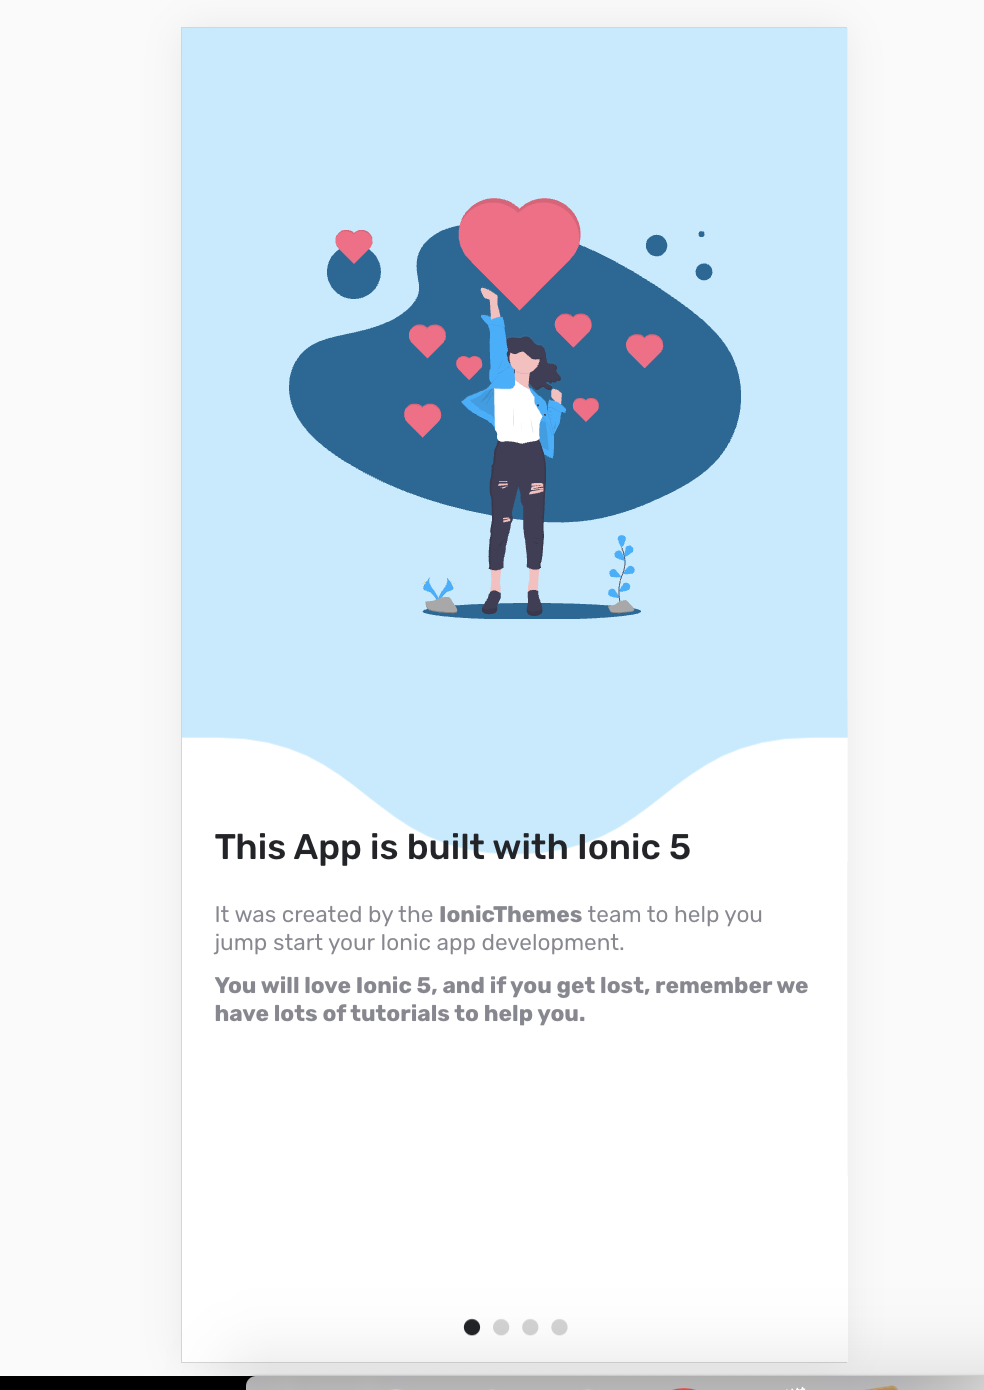 This App is built with Ionic 5
It was created by the IonicThemes team to help you
jump start your Ionic app development.
You will love Ionic 5, and if you get lost, remember we
have lots of tutorials to help you.